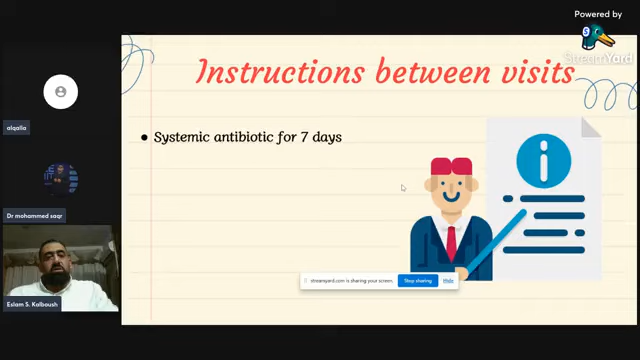 Powered by
StreamYard
Instructions between visits
• Systemic antibiotic for 7 days
alqalla
Dr mohammed saqr
Eslam S. Kalboush
streamyard.com is sharing your screen.
Stop sharing
Hide